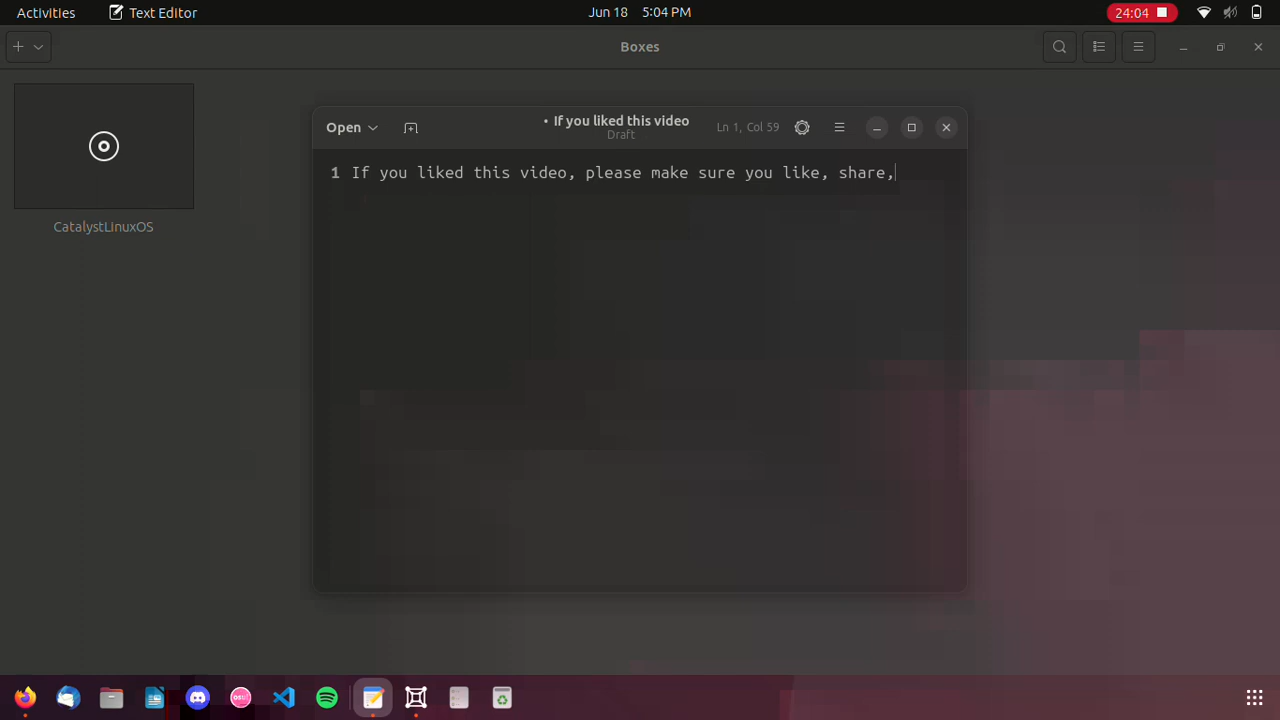 Activities
Text Editor
Jun 18 5:04 PM
24:04
Boxes
Open
• If you liked this video
Draft
Ln 1, Col 59
1 If you liked this video, please make sure you like, share,
CatalystLInuxOS
osu!